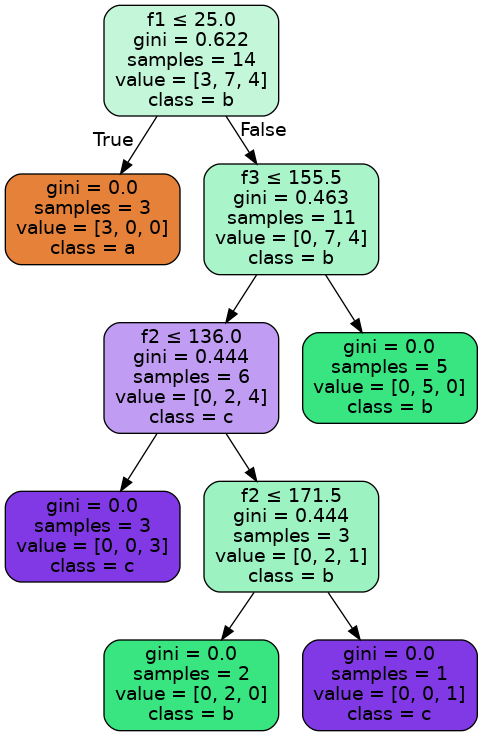 f1 ≤ 25.0
gini = 0.622
samples = 14
value = [3, 7, 4]
class = b
True
False
gini = 0.0
samples = 3
value = [3, 0, 0]
class = a
f3 ≤ 155.5
gini = 0.463
samples = 11
value = [0, 7, 4]
class = b
f2 ≤ 136.0
gini = 0.444
samples = 6
value = [0, 2, 4]
class = c
gini = 0.0
samples = 5
value = [0, 5, 0]
class = b
gini = 0.0
samples = 3
value = [0, 0, 3]
class = c
f2 ≤ 171.5
gini = 0.444
samples = 3
value = [0, 2, 1]
class = b
gini = 0.0
samples = 2
value = [0, 2, 0]
class = b
gini = 0.0
samples = 1
value = [0, 0, 1]
class = c